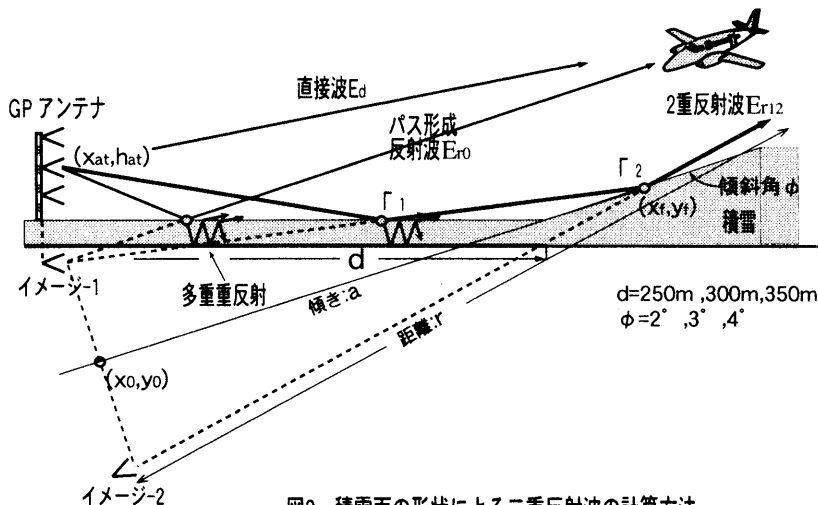 直接波Ed
GP アンテナ
2重反射波Er12
パス形成
反射波Er0
(xat,hat)
Γ1
Γ2
傾斜角φ
(xf,yf)
積雪
d
イメージ-1
多重重反射
傾き:a
d=250m ,300m,350m
φ=2° ,3° ,4°
距離:r
(x0,y0)
イメージ-2